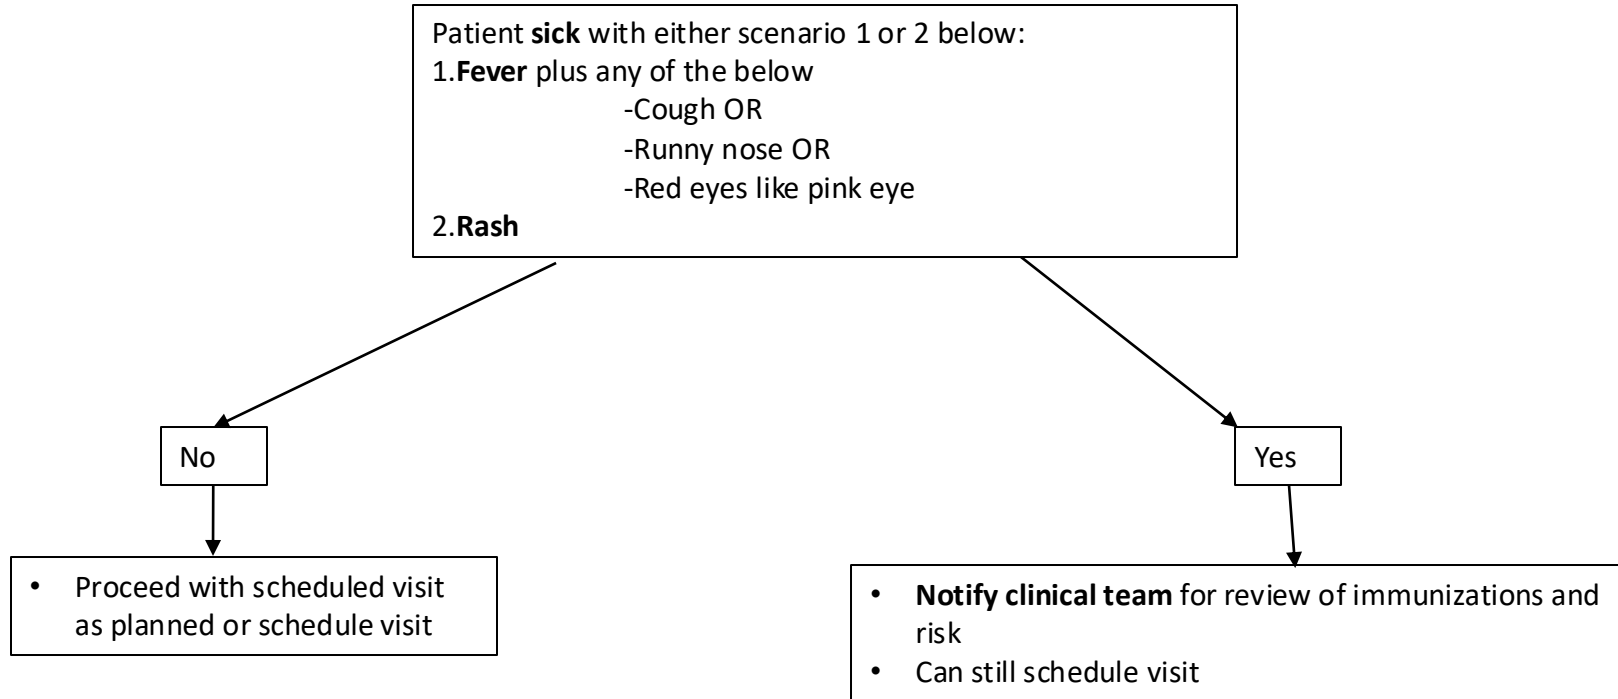 Patient sick with either scenario 1 or 2 below:
1.Fever plus any of the below
-Cough OR
-Runny nose OR
-Red eyes like pink eye
2.Rash
No
Yes
• Proceed with scheduled visit
as planned or schedule visit
• Notify clinical team for review of immunizations and
risk
• Can still schedule visit